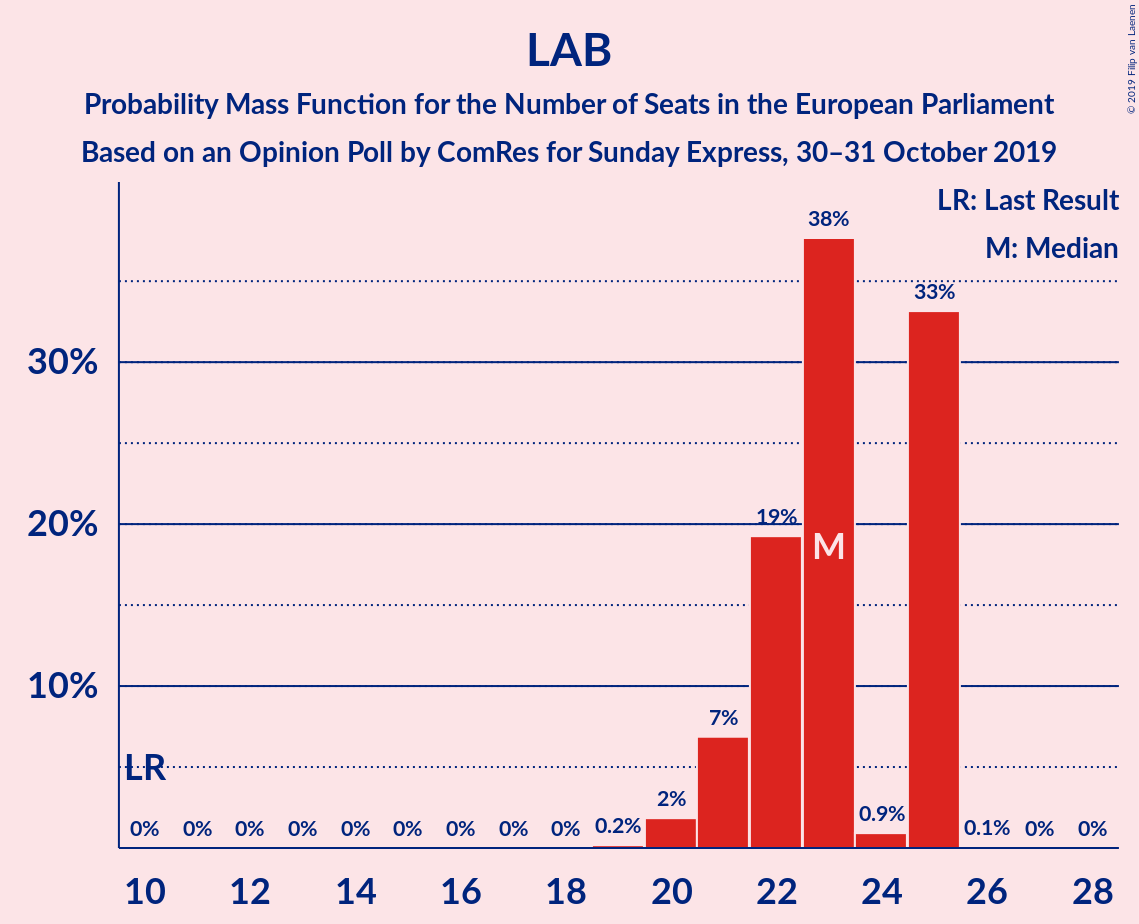 LAB
Probability Mass Function for the Number of Seats in the European Parliament
Based on an Opinion Poll by ComRes for Sunday Express, 30–31 October 2019
© 2019 Filip van Laenen
LR: Last Result
M: Median
38%
33%
30%
20%
19%
M
10%
7%
LR
2%
0% 0% 0% 0% 0% 0% 0% 0% 0% 0.2% 0.9% 0.1% 0% 0%
10 12 14 16 18 20 22 24 26 28